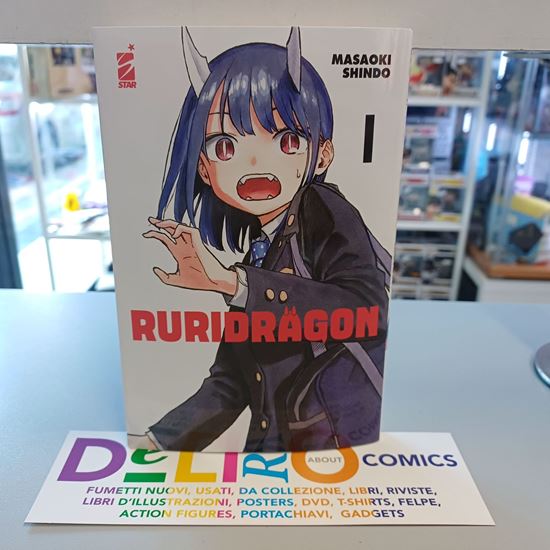 STAR
MASAOKI
SHINDO
1
RURIDRAGON
DeLiRO ABOUT COMICS
FUMETTI NUOVI, USATI, DA COLLEZIONE, LIBRI, RIVISTE,
LIBRI D'ILLUSTRAZIONI, POSTERS, DVD, T-SHIRTS, FELPE,
ACTION FIGURES, PORTACHIAVI, GADGETS